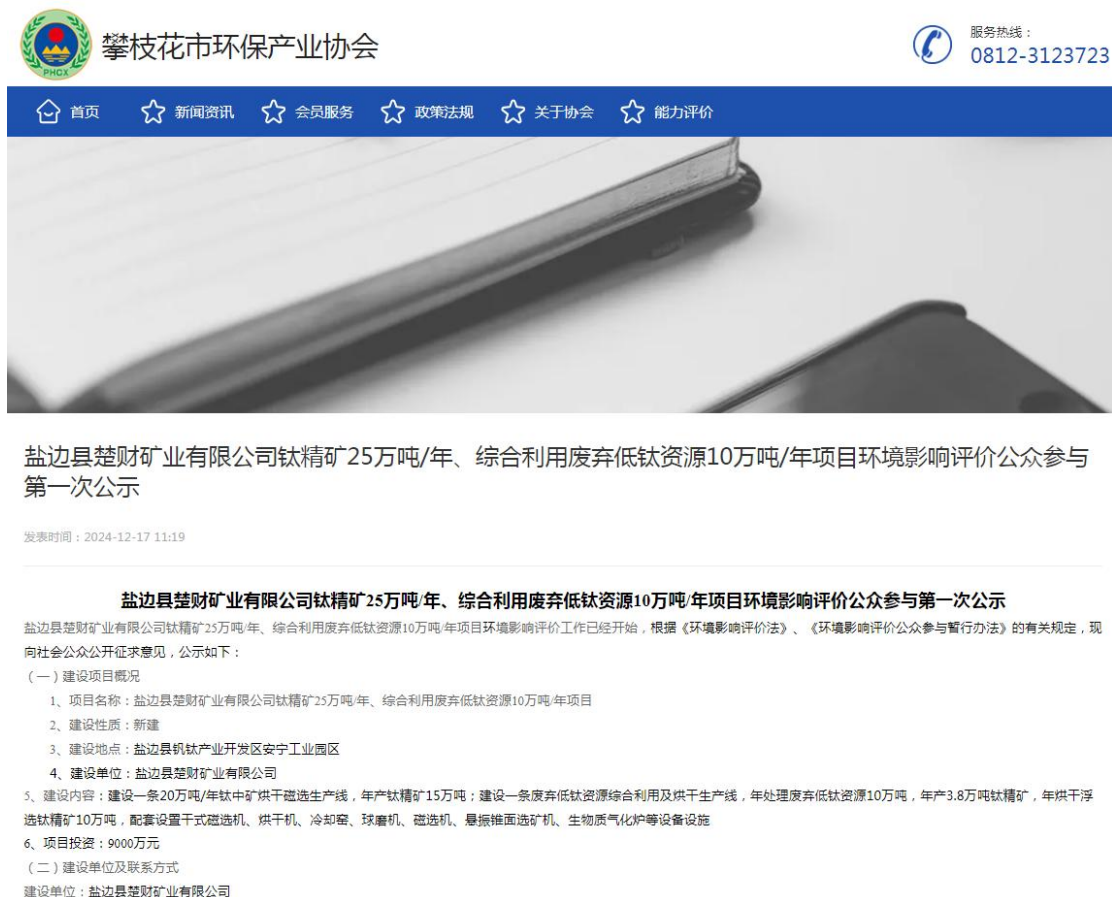 攀枝花市环保产业协会
PHCX
服务热线：
0812-3123723
首页 新闻资讯 会员服务 政策法规 关于协会 能力评价
盐边县楚财矿业有限公司钛精矿25万吨/年、综合利用废弃低钛资源10万吨/年项目环境影响评价公众参与
第一次公示
发表时间：2024-12-17 11:19
盐边县楚财矿业有限公司钛精矿25万吨/年、综合利用废弃低钛资源10万吨/年项目环境影响评价公众参与第一次公示
盐边县楚财矿业有限公司钛精矿25万吨/年、综合利用废弃低钛资源10万吨/年项目环境影响评价工作已经开始，根据《环境影响评价法》、《环境影响评价公众参与暂行办法》的有关规定，现
向社会公众公开征求意见，公示如下：
（一）建设项目概况
1、项目名称：盐边县楚财矿业有限公司钛精矿25万吨/年、综合利用废弃低钛资源10万吨/年项目
2、建设性质：新建
3、建设地点：盐边县钒钛产业开发区安宁工业园区
4、建设单位：盐边县楚财矿业有限公司
5、建设内容：建设一条20万吨/年钛中矿烘干磁选生产线，年产钛精矿15万吨；建设一条废弃低钛资源综合利用及烘干生产线，年处理废弃低钛资源10万吨，年产3.8万吨钛精矿，年烘干浮
选钛精矿10万吨，配套设置干式磁选机、烘干机、冷却窑、球磨机、磁选机、悬振锥面选矿机、生物质气化炉等设备设施
6、项目投资：9000万元
（二）建设单位及联系方式
建设单位：盐边县楚财矿业有限公司